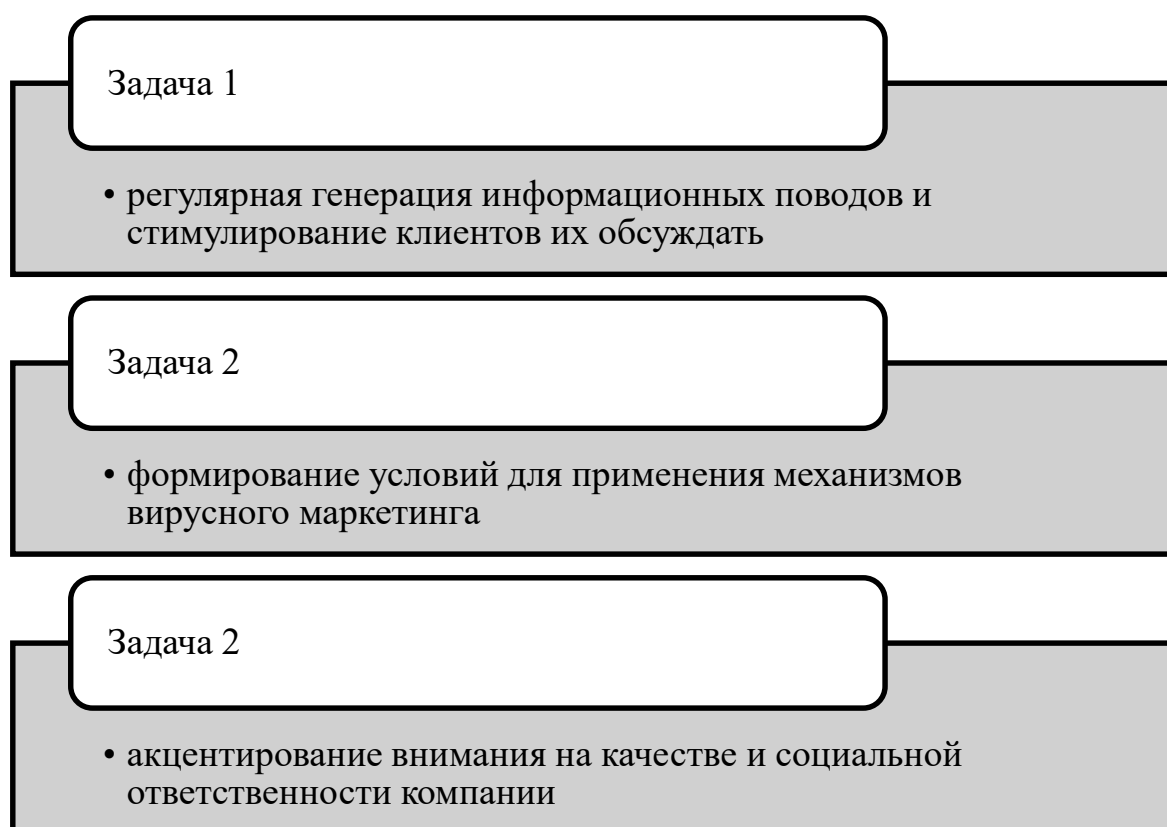 Задача 1
• регулярная генерация информационных поводов и
стимулирование клиентов их обсуждать
Задача 2
• формирование условий для применения механизмов
вирусного маркетинга
Задача 2
• акцентирование внимания на качестве и социальной
ответственности компании